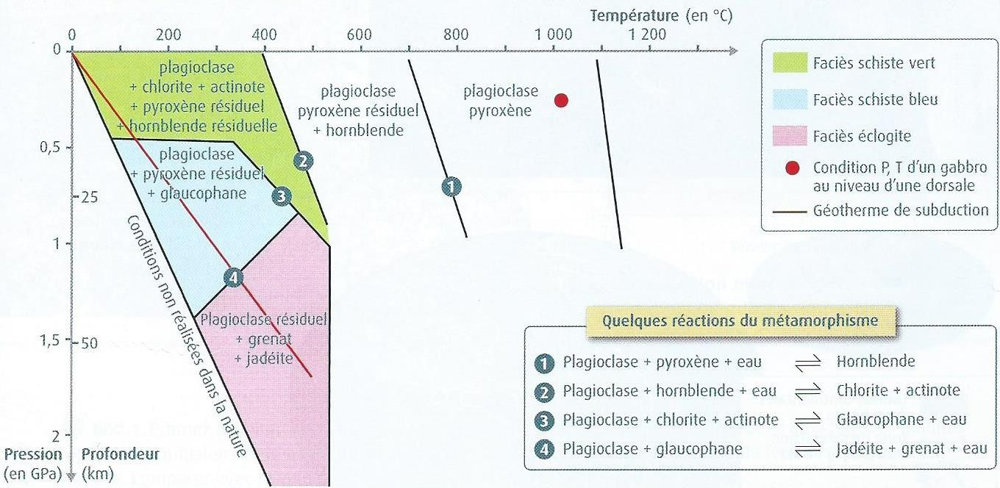 Température (en °C)
0 200 400 600 800 1 000 1 200
0
0,5
25
1
1,5
50
2
Pression
(en GPa)
Profondeur
(km)
plagioclase
+ chlorite + actinote
+ pyroxène résiduel
+ hornblende résiduelle
plagioclase
+ pyroxène résiduel
+ glaucophane
Plagioclase résiduel
+ grenat
+ jadéite
plagioclase
pyroxène résiduel
+ hornblende
plagioclase
pyroxène
2
3
4
1
Conditions non réalisées dans la nature
Faciès schiste vert
Faciès schiste bleu
Faciès éclogite
Condition P, T d'un gabbro
au niveau d'une dorsale
Géotherme de subduction
Quelques réactions du métamorphisme
1 Plagioclase + pyroxène + eau ⇌ Hornblende
2 Plagioclase + hornblende + eau ⇌ Chlorite + actinote
3 Plagioclase + chlorite + actinote ⇌ Glaucophane + eau
4 Plagioclase + glaucophane ⇌ Jadéite + grenat + eau